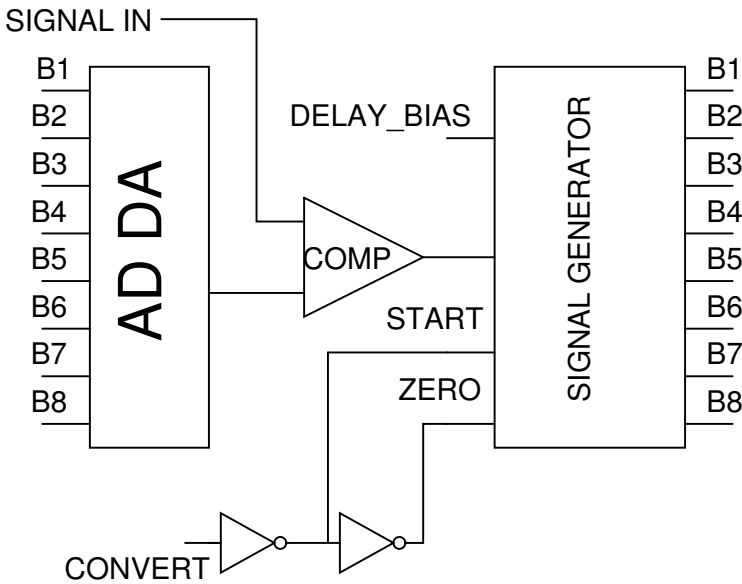 SIGNAL IN
B1
B2
B3
B4
B5
B6
B7
B8
AD DA
DELAY_BIAS
COMP
START
ZERO
SIGNAL GENERATOR
B1
B2
B3
B4
B5
B6
B7
B8
CONVERT